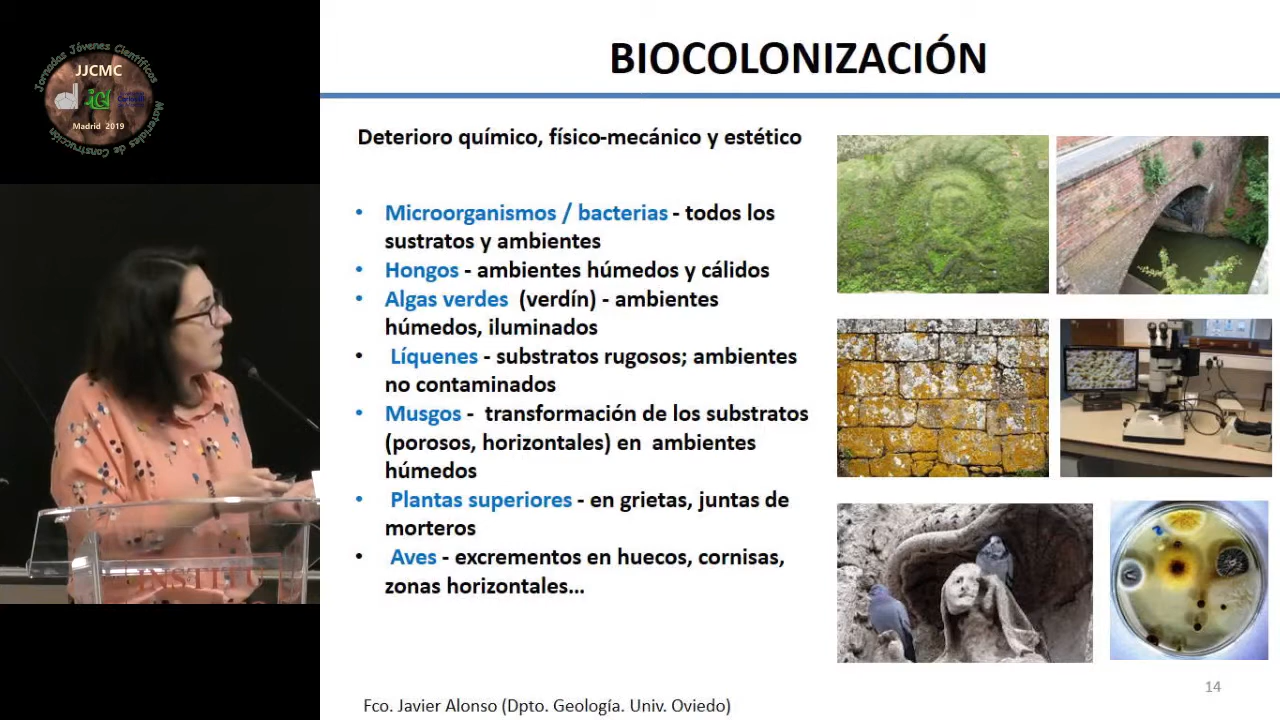 Jornadas Jóvenes Científicos
JJCMC
Madrid 2019
Materiales de Construcción
BIOCOLONIZACIÓN
Deterioro químico, físico-mecánico y estético
• Microorganismos / bacterias - todos los
sustratos y ambientes
• Hongos - ambientes húmedos y cálidos
• Algas verdes (verdín) - ambientes
húmedos, iluminados
• Líquenes - substratos rugosos; ambientes
no contaminados
• Musgos - transformación de los substratos
(porosos, horizontales) en ambientes
húmedos
• Plantas superiores - en grietas, juntas de
morteros
• Aves - excrementos en huecos, cornisas,
zonas horizontales...
Fco. Javier Alonso (Dpto. Geología. Univ. Oviedo)
14
INSTITU